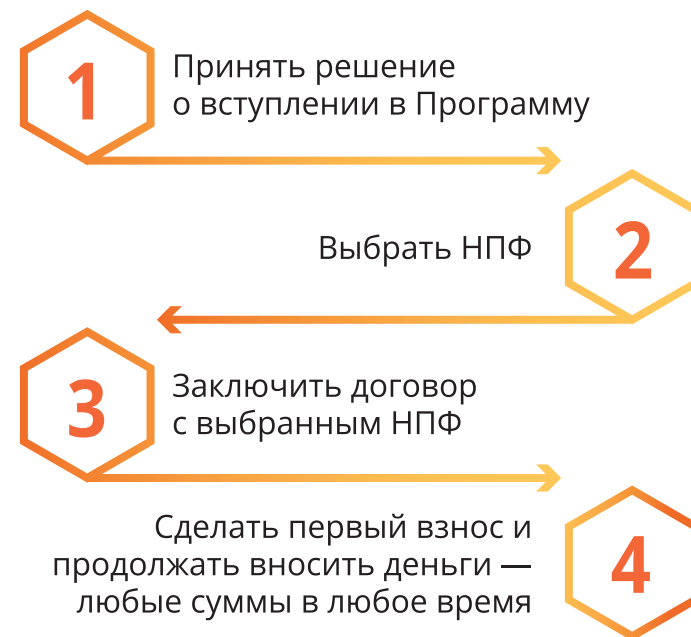 1
Принять решение
о вступлении в Программу
2
Выбрать НПФ
3
Заключить договор
с выбранным НПФ
4
Сделать первый взнос и
продолжать вносить деньги —
любые суммы в любое время